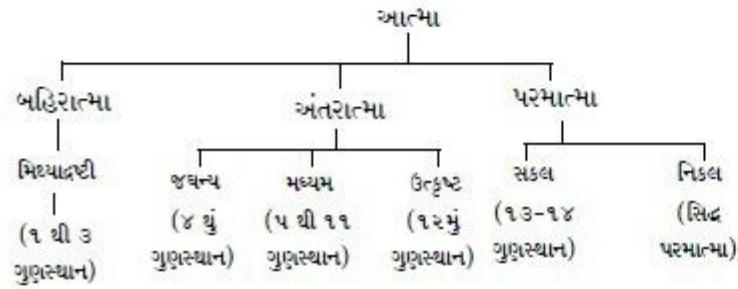 આત્મા
બહિરાત્મા અંતરાત્મા પરમાત્મા
મિથ્યાદ્રષ્ટી જઘન્ય મધ્યમ ઉત્કૃષ્ટ સકલ નિકલ
(૧ થી ૩ ગુણસ્થાન)
(૪ થું ગુણસ્થાન)
(૫ થી ૧૧ ગુણસ્થાન)
(૧૨મું ગુણસ્થાન)
(૧૩-૧૪ ગુણસ્થાન)
(સિદ્ધ પરમાત્મા)